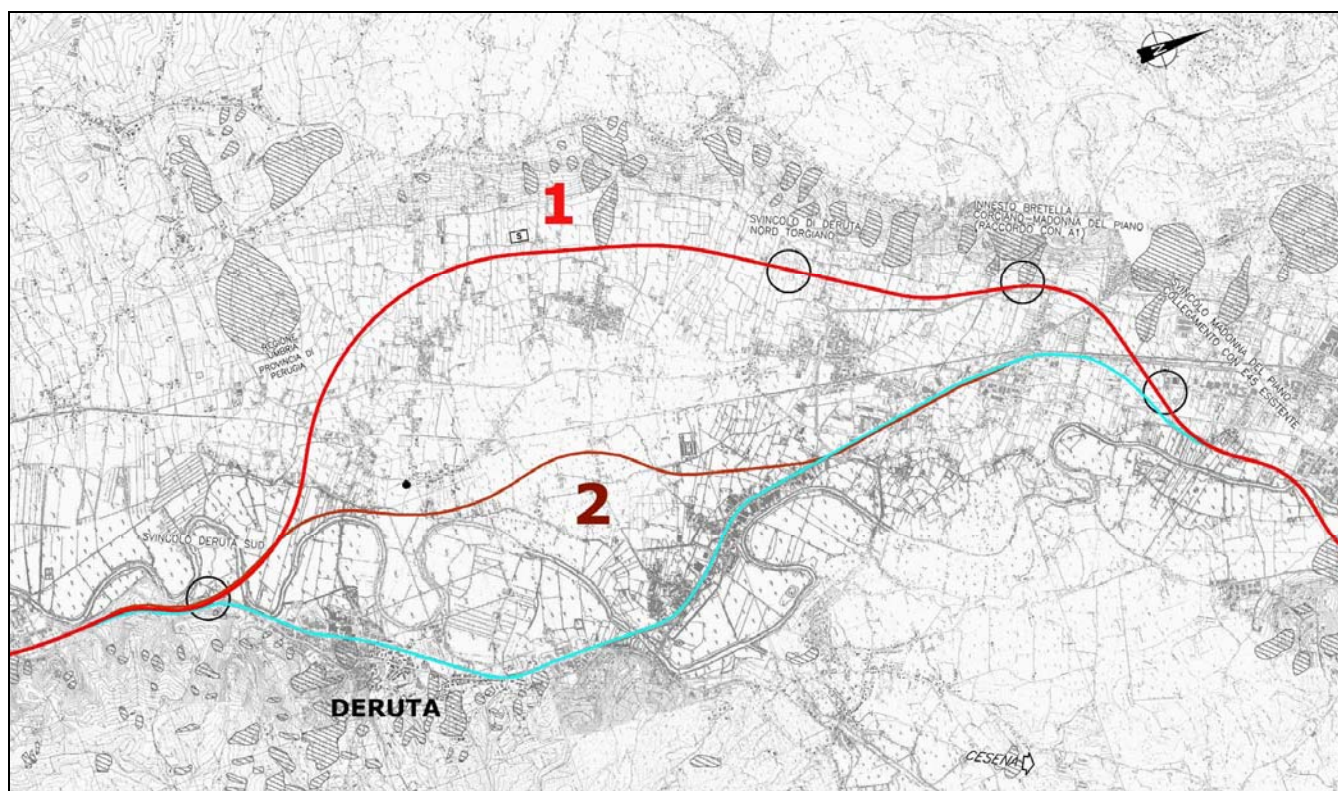 N
1
S
SVINCOLO DI DERUTA
NORD TORGIANO
INNESTO BRETELLA
CORCIANO-MADONNA DEL PIANO
(RACCORDO CON A1)
SVINCOLO MADONNA DEL PIANO
COLLEGAMENTO CON E45 ESISTENTE
REGIONE
UMBRIA
PROVINCIA DI
PERUGIA
2
SVINCOLO DERUTA SUD
DERUTA
CESENA